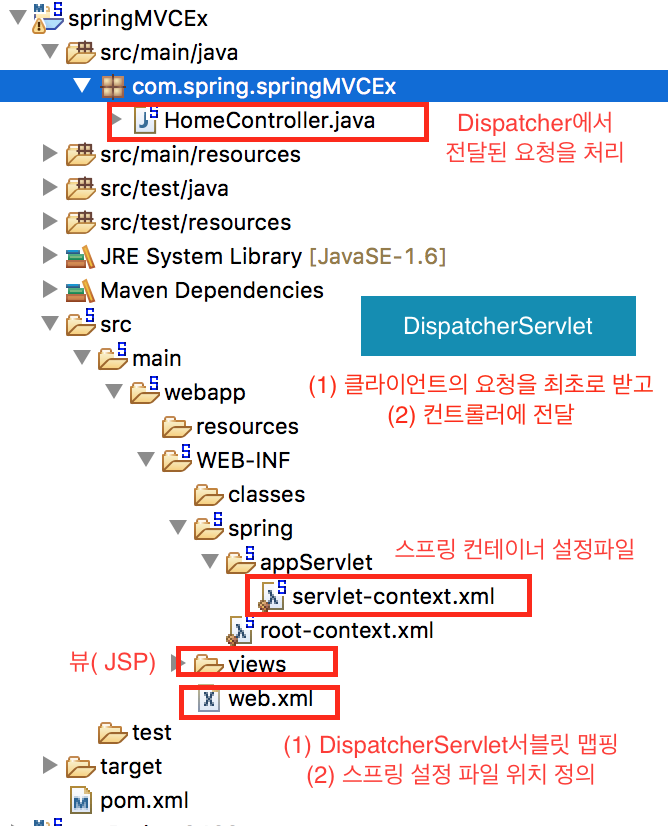 springMVCEx
src/main/java
com.spring.springMVCEx
HomeController.java
Dispatcher에서
전달된 요청을 처리
src/main/resources
src/test/java
src/test/resources
JRE System Library [JavaSE-1.6]
Maven Dependencies
DispatcherServlet
src
(1) 클라이언트의 요청을 최초로 받고
(2) 컨트롤러에 전달
main
webapp
resources
WEB-INF
classes
spring
스프링 컨테이너 설정파일
appServlet
servlet-context.xml
root-context.xml
뷰( JSP)
views
web.xml
test
(1) DispatcherServlet서블릿 맵핑
(2) 스프링 설정 파일 위치 정의
target
pom.xml